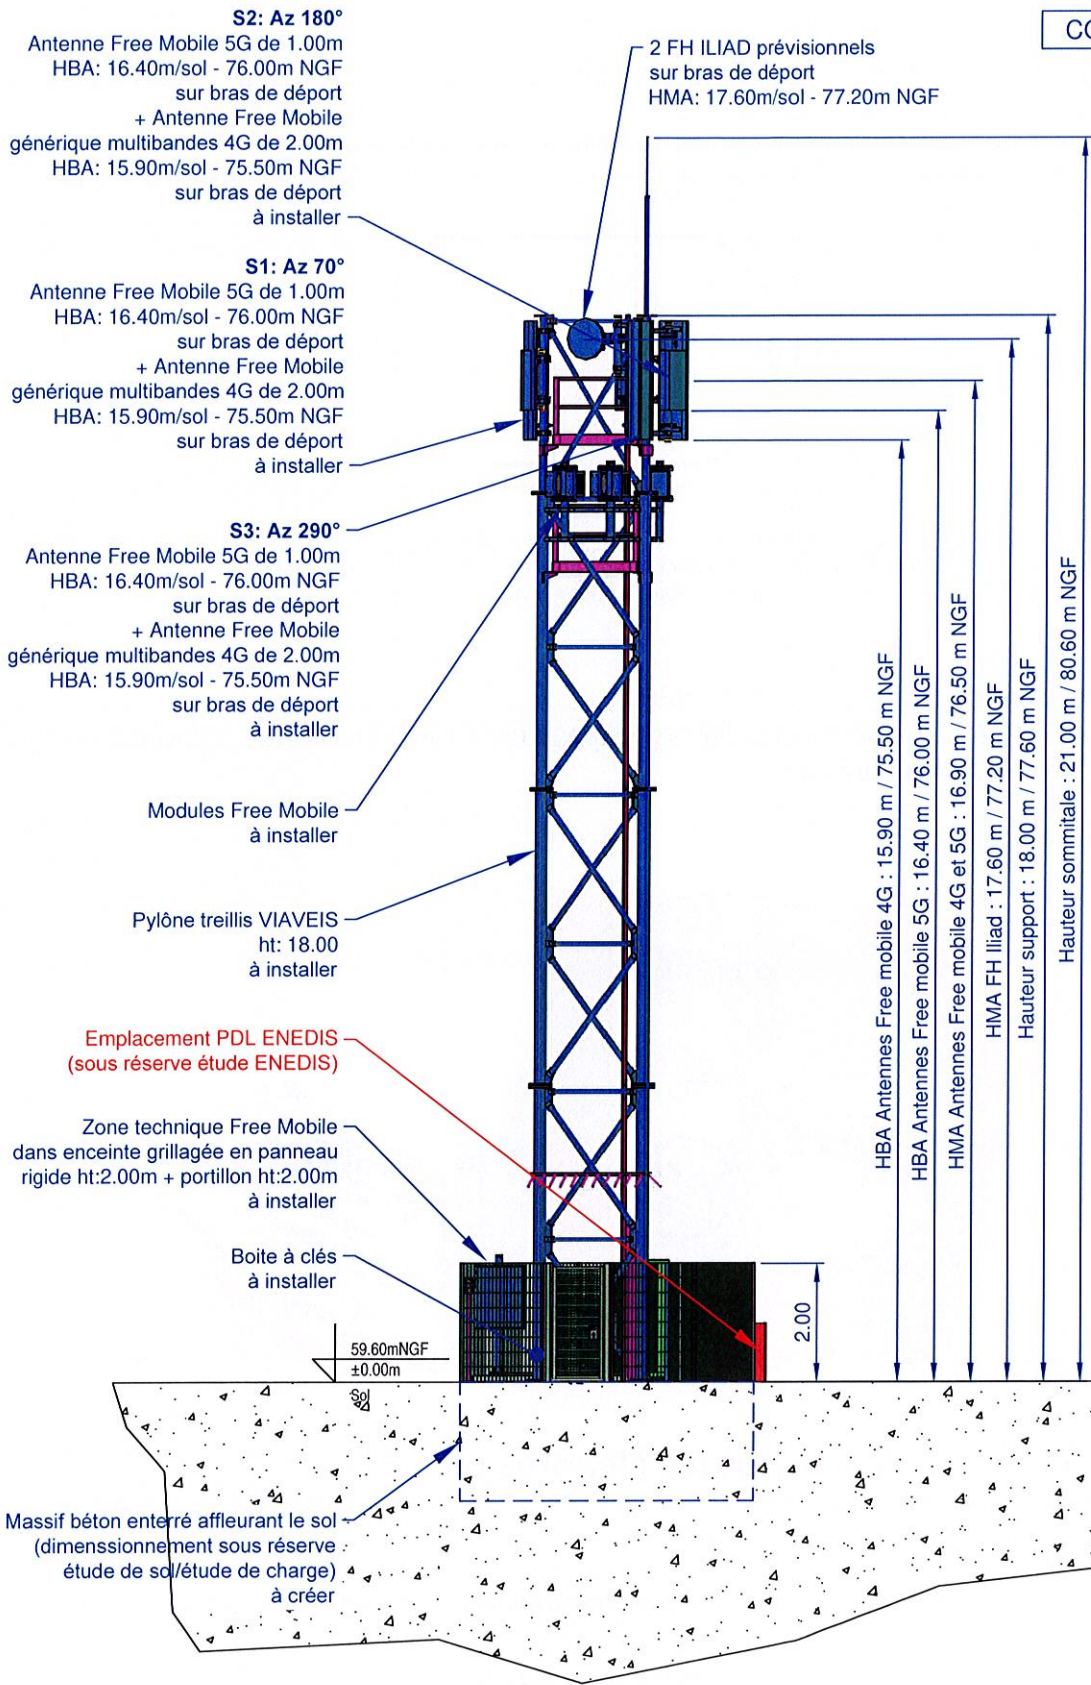 S2: Az 180°
Antenne Free Mobile 5G de 1.00m
HBA: 16.40m/sol - 76.00m NGF
sur bras de départ
+ Antenne Free Mobile
générique multibandes 4G de 2.00m
HBA: 15.90m/sol - 75.50m NGF
sur bras de départ
à installer
2 FH ILIAD prévisionnels
sur bras de départ
HMA: 17.60m/sol - 77.20m NGF
S1: Az 70°
Antenne Free Mobile 5G de 1.00m
HBA: 16.40m/sol - 76.00m NGF
sur bras de départ
+ Antenne Free Mobile
générique multibandes 4G de 2.00m
HBA: 15.90m/sol - 75.50m NGF
sur bras de départ
à installer
S3: Az 290°
Antenne Free Mobile 5G de 1.00m
HBA: 16.40m/sol - 76.00m NGF
sur bras de départ
+ Antenne Free Mobile
générique multibandes 4G de 2.00m
HBA: 15.90m/sol - 75.50m NGF
sur bras de départ
à installer
Modules Free Mobile
à installer
Pylône treillis VIAVEIS
ht: 18.00
à installer
Emplacement PDL ENEDIS
(sous réserve étude ENEDIS)
Zone technique Free Mobile
dans enceinte grillagée en panneau
rigide ht:2.00m + portillon ht:2.00m
à installer
Boite à clés
à installer
59.60mNGF
±0.00m
Sol
Massif béton enterré affleurant le sol
(dimenssionnement sous réserve
étude de sol/étude de charge)
à créer
2.00
HBA Antennes Free mobile 4G : 15.90 m / 75.50 m NGF
HBA Antennes Free mobile 5G : 16.40 m / 76.00 m NGF
HMA Antennes Free mobile 4G et 5G : 16.90 m / 76.50 m NGF
HMA FH Iliad : 17.60 m / 77.20 m NGF
Hauteur support : 18.00 m / 77.60 m NGF
Hauteur sommitale : 21.00 m / 80.60 m NGF